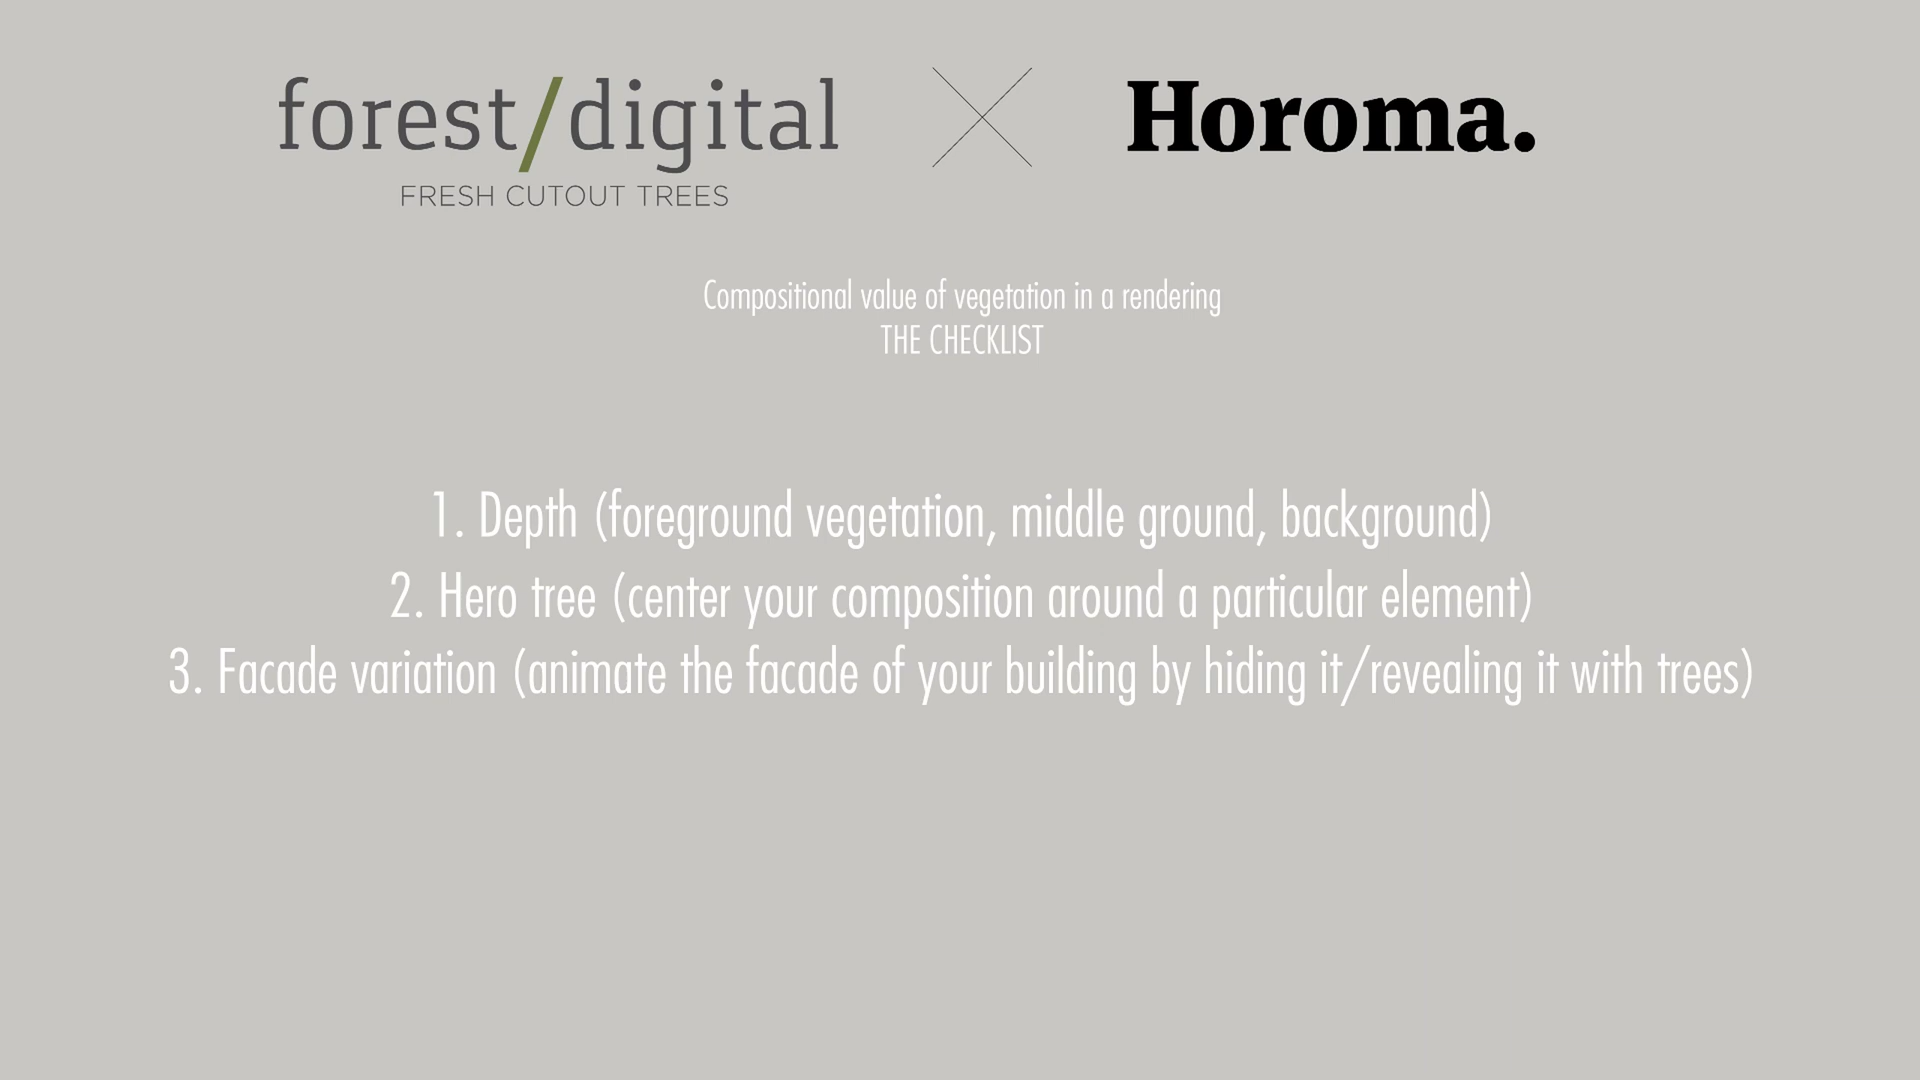 forest/digital
FRESH CUTOUT TREES
Horoma.
Compositional value of vegetation in a rendering
THE CHECKLIST
1. Depth (foreground vegetation, middle ground, background)
2. Hero tree (center your composition around a particular element)
3. Facade variation (animate the facade of your building by hiding it/revealing it with trees)